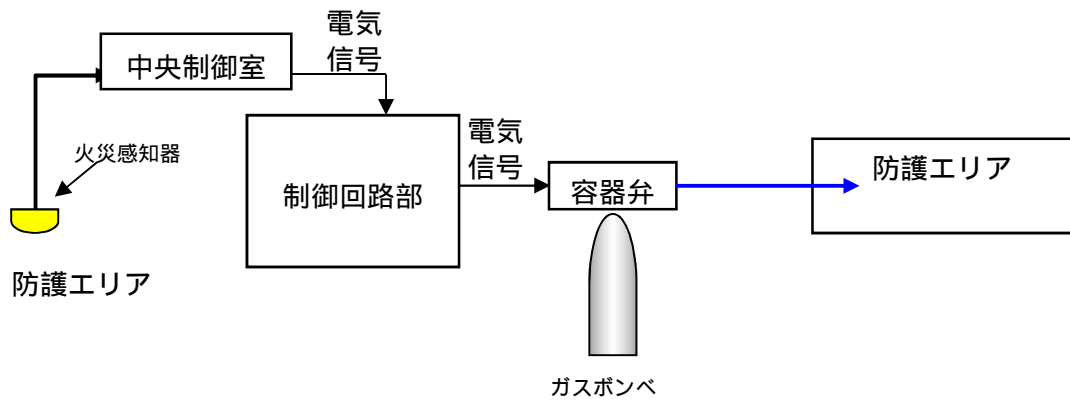 電気
信号
中央制御室
火災感知器
電気
信号
制御回路部
容器弁
防護エリア
防護エリア
ガスボンベ